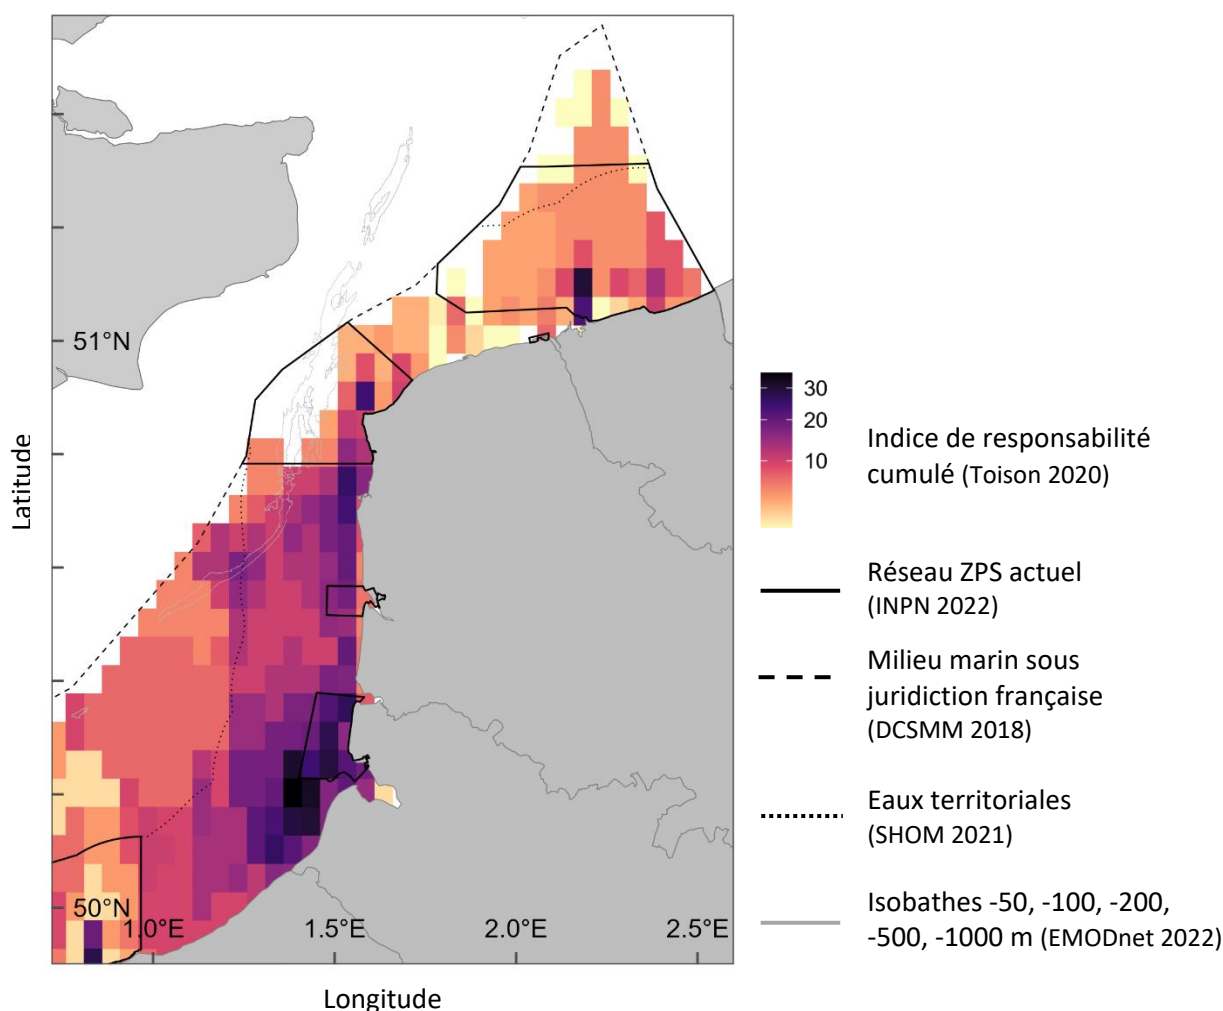 Latitude
51°N
50°N
1.0°E
1.5°E
2.0°E
2.5°E
Longitude
30
20
10
Indice de responsabilité
cumulé (Toison 2020)
Réseau ZPS actuel
(INPN 2022)
Milieu marin sous
juridiction française
(DCSMM 2018)
Eaux territoriales
(SHOM 2021)
Isobathes -50, -100, -200,
-500, -1000 m (EMODnet 2022)